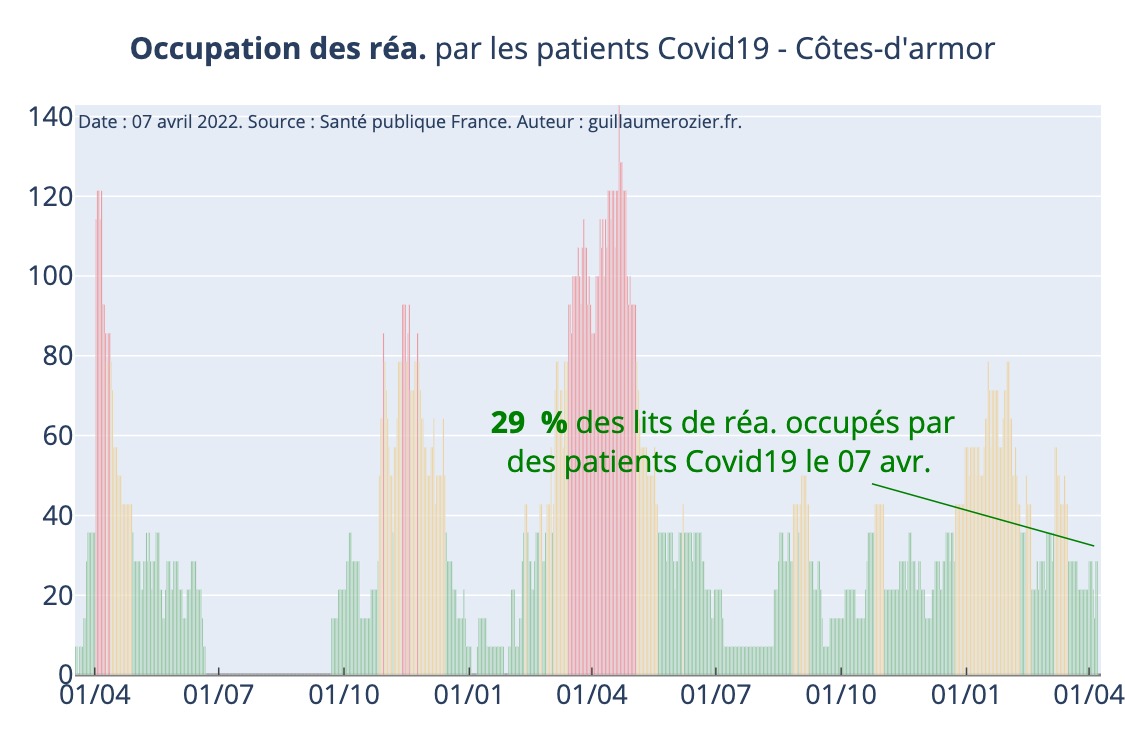 Occupation des réa. par les patients Covid19 - Côtes-d'armor
140
Date : 07 avril 2022. Source : Santé publique France. Auteur : guillaumerozier.fr.
120
100
80
60
40
20
0
29 % des lits de réa. occupés par
des patients Covid19 le 07 avr.
01/04 01/07 01/10 01/01 01/04 01/07 01/10 01/01 01/04